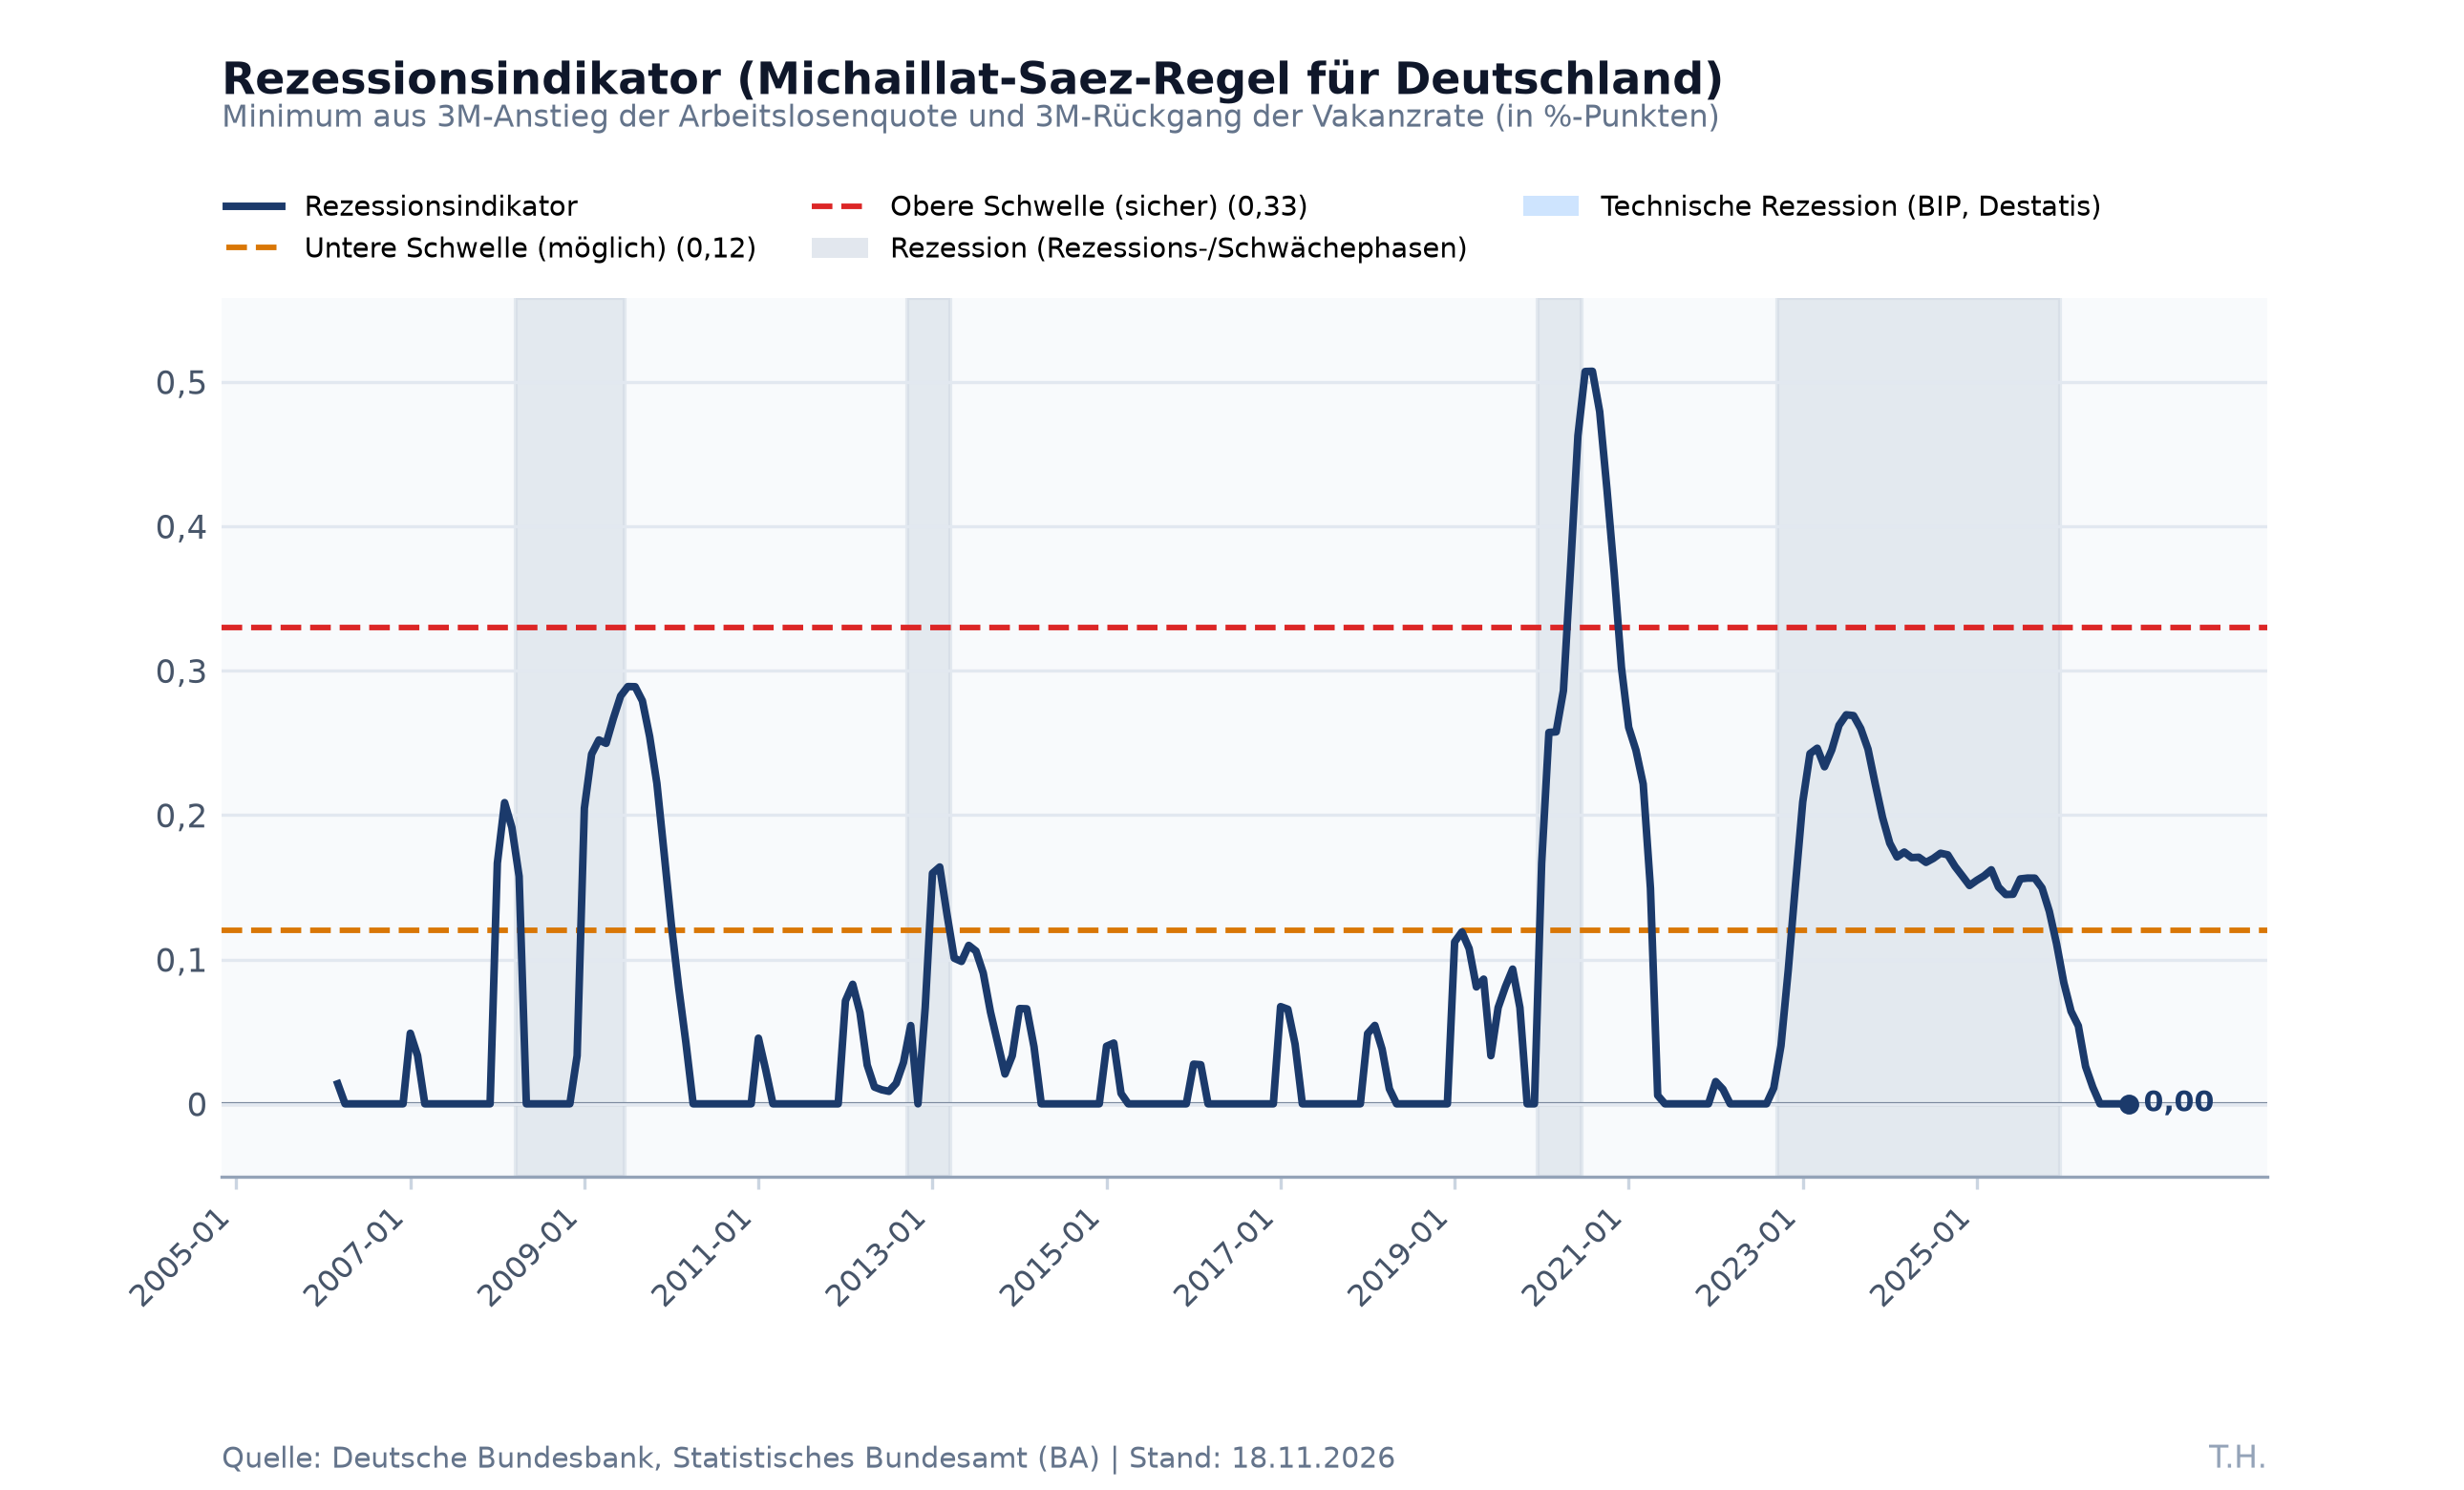 Rezessionsindikator (Michaillat-Saez-Regel für Deutschland)
Minimum aus 3M-Anstieg der Arbeitslosenquote und 3M-Rückgang der Vakanzrate (in %-Punkten)
Rezessionsindikator
Obere Schwelle (sicher) (0,33)
Technische Rezession (BIP, Destatis)
Untere Schwelle (möglich) (0,12)
Rezession (Rezessions-/Schwächephasen)
0,5
0,4
0,3
0,2
0,1
0
0,00
2005-01
2007-01
2009-01
2011-01
2013-01
2015-01
2017-01
2019-01
2021-01
2023-01
2025-01
Quelle: Deutsche Bundesbank, Statistisches Bundesamt (BA) | Stand: 18.11.2026
T.H.